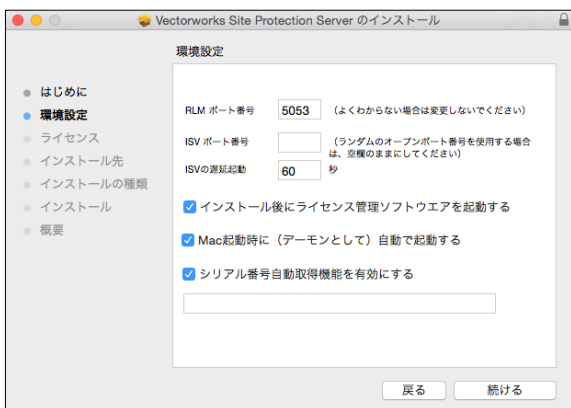 Vectorworks Site Protection Server のインストール
環境設定
はじめに
環境設定
ライセンス
インストール先
インストールの種類
インストール
概要
RLM ポート番号 5053 （よくわからない場合は変更しないでください）
ISV ポート番号 （ランダムのオープンポート番号を使用する場合
は、空欄のままにしてください）
ISVの遅延起動 60 秒
インストール後にライセンス管理ソフトウエアを起動する
Mac起動時に（デーモンとして）自動で起動する
シリアル番号自動取得機能を有効にする
戻る 続ける